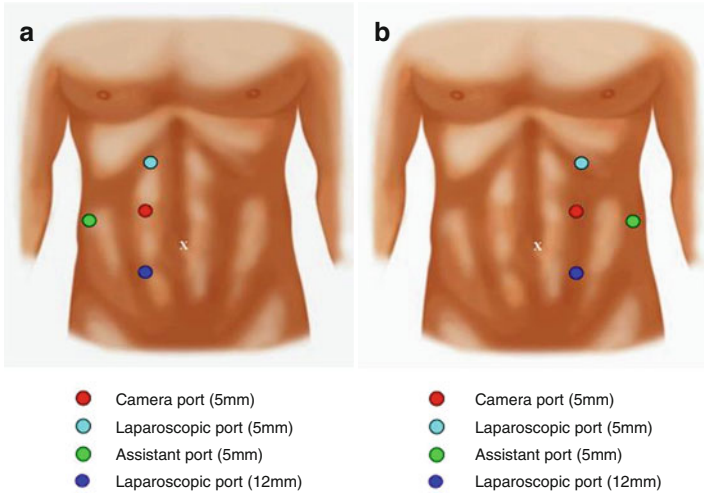 a
b
x
x
Camera port (5mm)
Laparoscopic port (5mm)
Assistant port (5mm)
Laparoscopic port (12mm)
Camera port (5mm)
Laparoscopic port (5mm)
Assistant port (5mm)
Laparoscopic port (12mm)